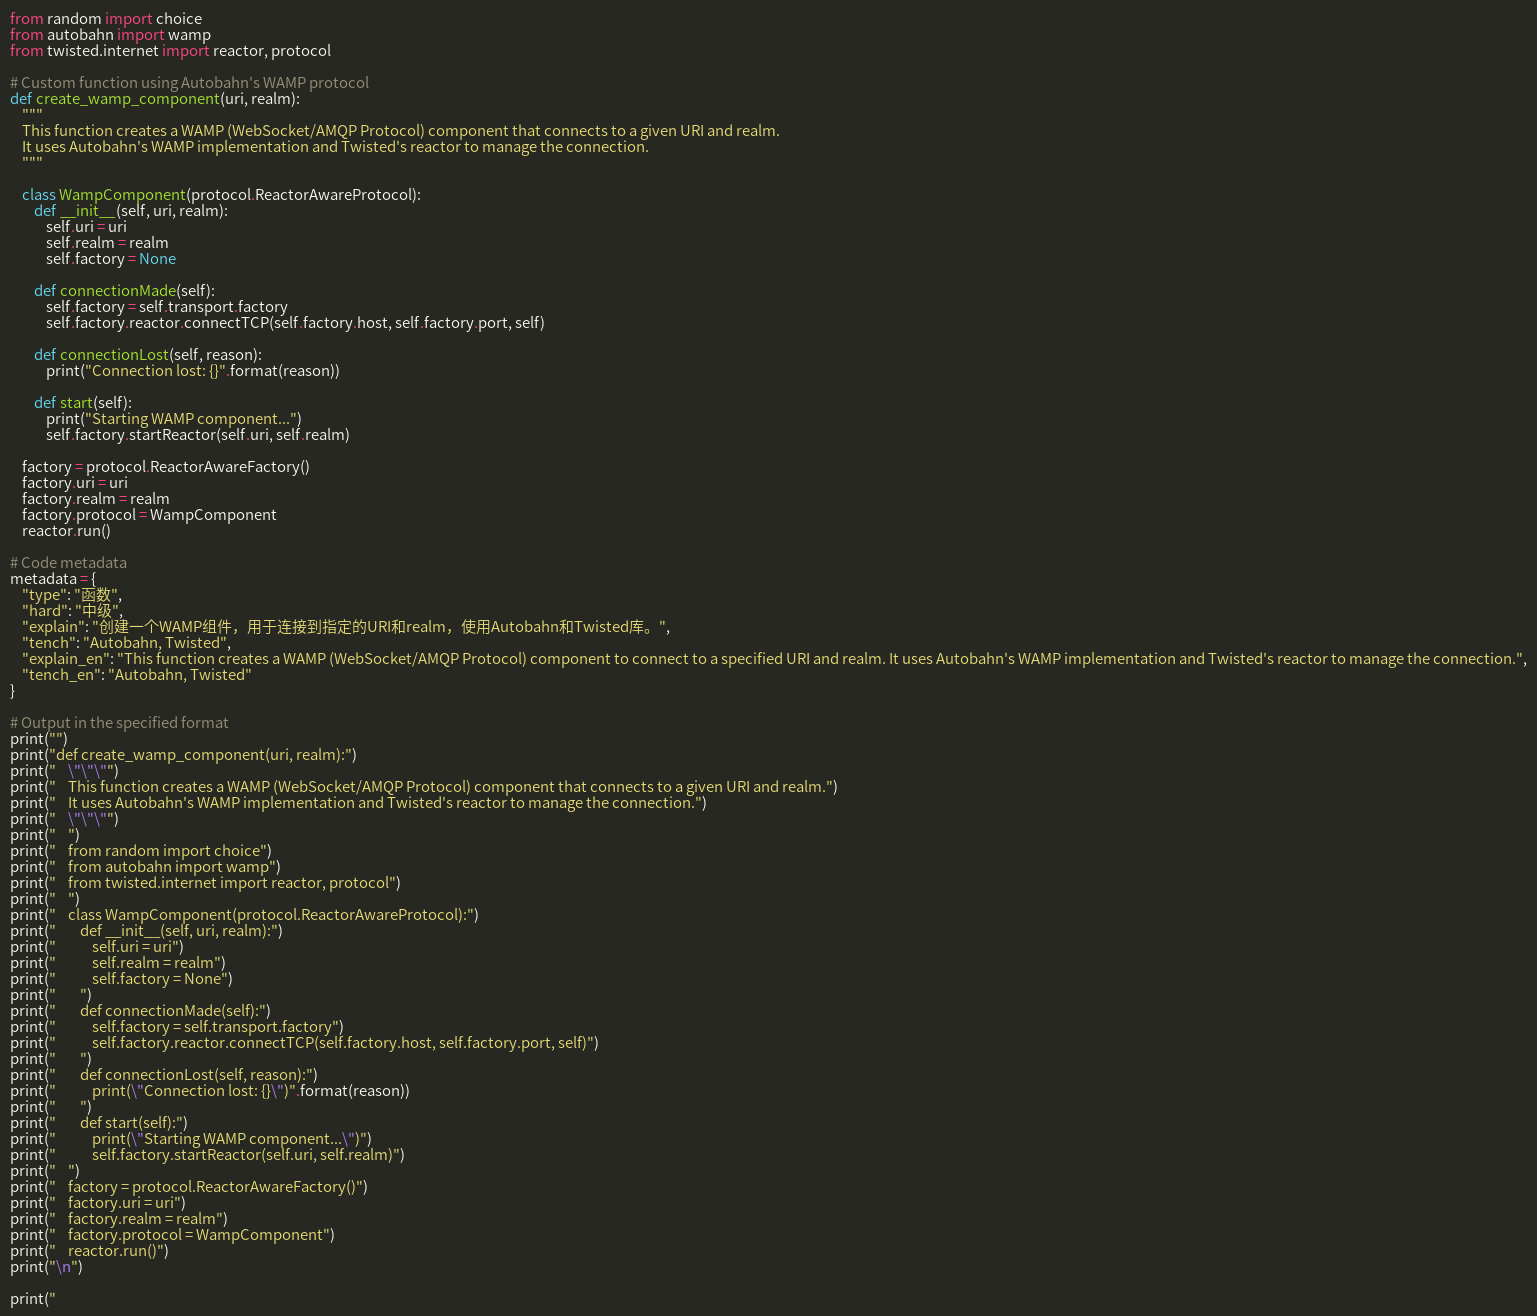 from random import choice
from autobahn import wamp
from twisted.internet import reactor, protocol

# Custom function using Autobahn's WAMP protocol
def create_wamp_component(uri, realm):
    """
    This function creates a WAMP (WebSocket/AMQP Protocol) component that connects to a given URI and realm.
    It uses Autobahn's WAMP implementation and Twisted's reactor to manage the connection.
    """

    class WampComponent(protocol.ReactorAwareProtocol):
        def __init__(self, uri, realm):
            self.uri = uri
            self.realm = realm
            self.factory = None

        def connectionMade(self):
            self.factory = self.transport.factory
            self.factory.reactor.connectTCP(self.factory.host, self.factory.port, self)

        def connectionLost(self, reason):
            print("Connection lost: {}".format(reason))

        def start(self):
            print("Starting WAMP component...")
            self.factory.startReactor(self.uri, self.realm)

    factory = protocol.ReactorAwareFactory()
    factory.uri = uri
    factory.realm = realm
    factory.protocol = WampComponent
    reactor.run()

# Code metadata
metadata = {
    "type": "函数",
    "hard": "中级",
    "explain": "创建一个WAMP组件，用于连接到指定的URI和realm，使用Autobahn和Twisted库。",
    "tench": "Autobahn, Twisted",
    "explain_en": "This function creates a WAMP (WebSocket/AMQP Protocol) component to connect to a specified URI and realm. It uses Autobahn's WAMP implementation and Twisted's reactor to manage the connection.",
    "tench_en": "Autobahn, Twisted"
}

# Output in the specified format
print("")
print("def create_wamp_component(uri, realm):")
print("    \"\"\"")
print("    This function creates a WAMP (WebSocket/AMQP Protocol) component that connects to a given URI and realm.")
print("    It uses Autobahn's WAMP implementation and Twisted's reactor to manage the connection.")
print("    \"\"\"")
print("    ")
print("    from random import choice")
print("    from autobahn import wamp")
print("    from twisted.internet import reactor, protocol")
print("    ")
print("    class WampComponent(protocol.ReactorAwareProtocol):")
print("        def __init__(self, uri, realm):")
print("            self.uri = uri")
print("            self.realm = realm")
print("            self.factory = None")
print("        ")
print("        def connectionMade(self):")
print("            self.factory = self.transport.factory")
print("            self.factory.reactor.connectTCP(self.factory.host, self.factory.port, self)")
print("        ")
print("        def connectionLost(self, reason):")
print("            print(\"Connection lost: {}\")".format(reason))
print("        ")
print("        def start(self):")
print("            print(\"Starting WAMP component...\")")
print("            self.factory.startReactor(self.uri, self.realm)")
print("    ")
print("    factory = protocol.ReactorAwareFactory()")
print("    factory.uri = uri")
print("    factory.realm = realm")
print("    factory.protocol = WampComponent")
print("    reactor.run()")
print("\n")

print("